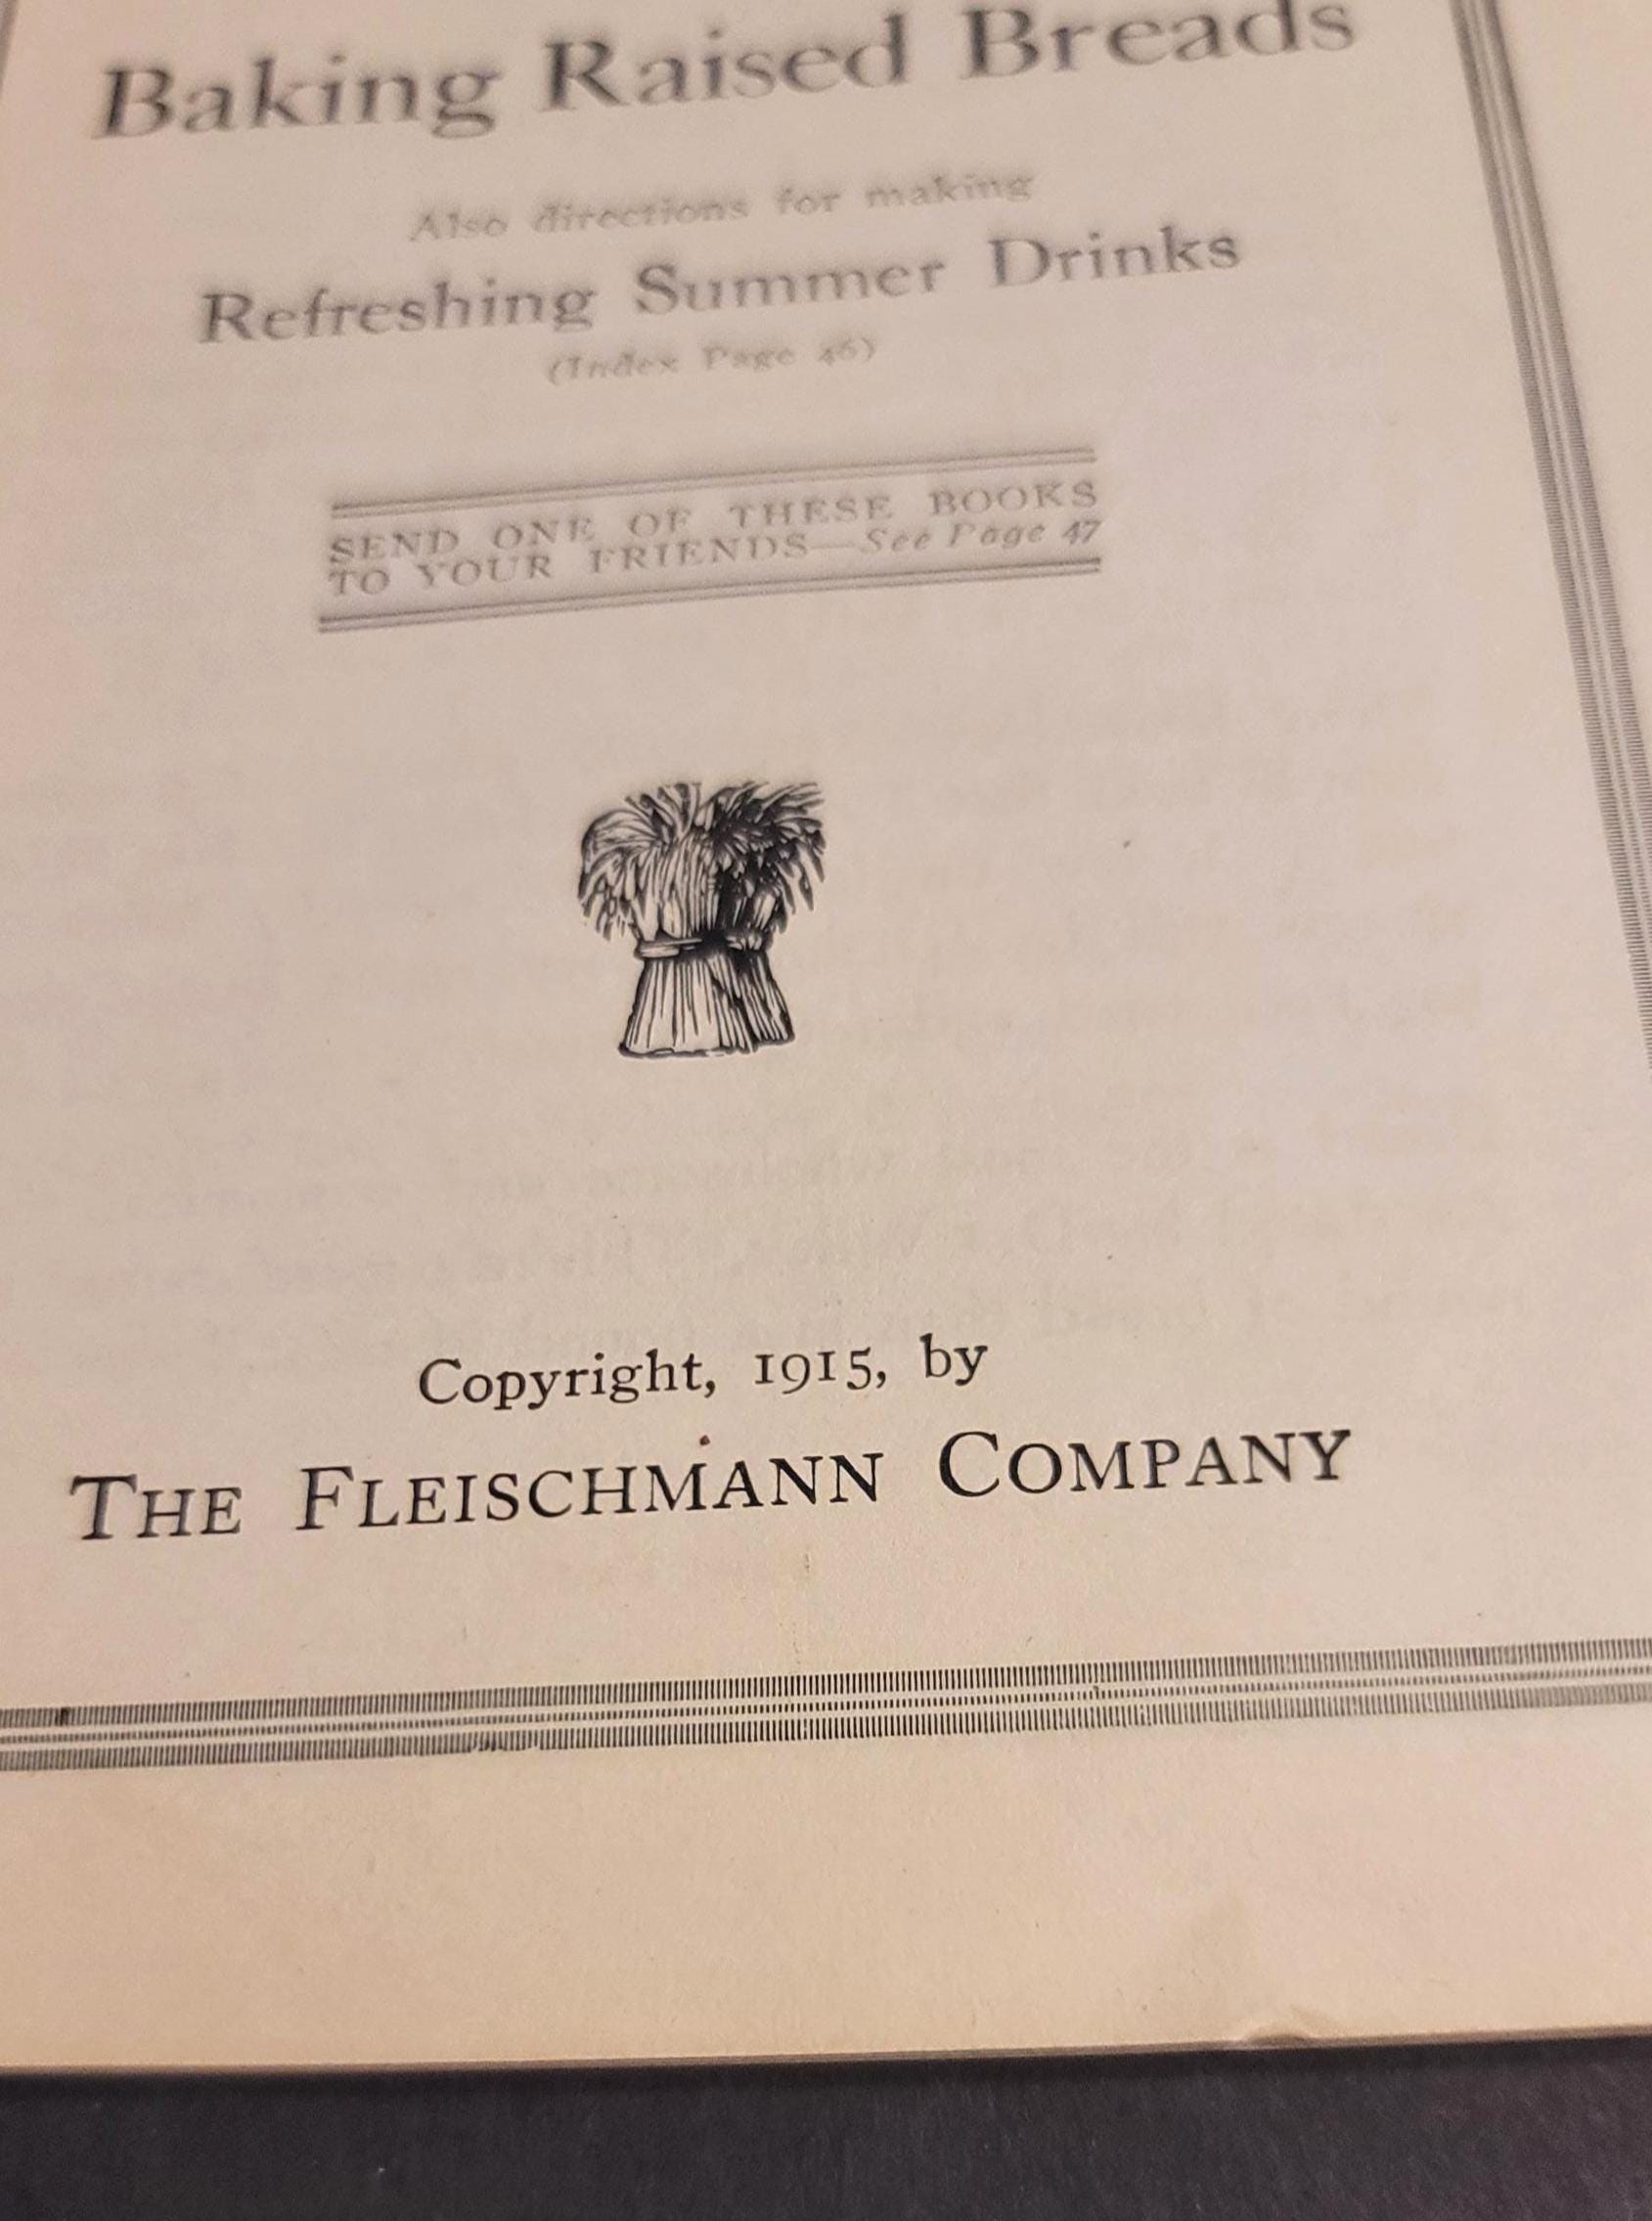 Baking Raised Breads
Also directions for making
Refreshing Summer Drinks
(Index Page 46)
SEND ONE OF THESE BOOKS
TO YOUR FRIENDS—See Page 47
Copyright, 1915, by
THE FLEISCHMANN COMPANY